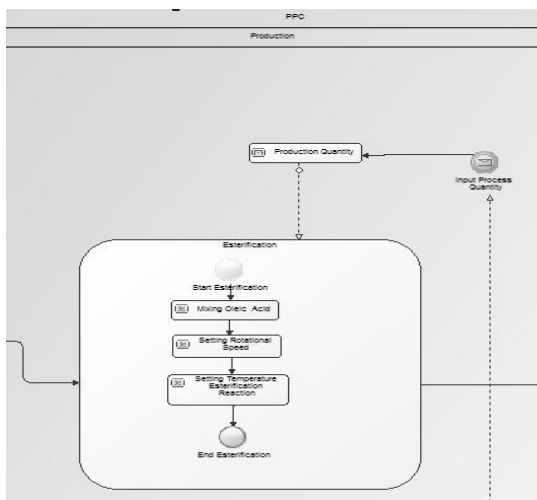 PPC
Production
Production Quantity
Input Process
Quantity
Esterification
Start Esterification
Mixing Oleic Acid
Setting Rotational
Speed
Setting Temperature
Esterification
Reaction
End Esterification